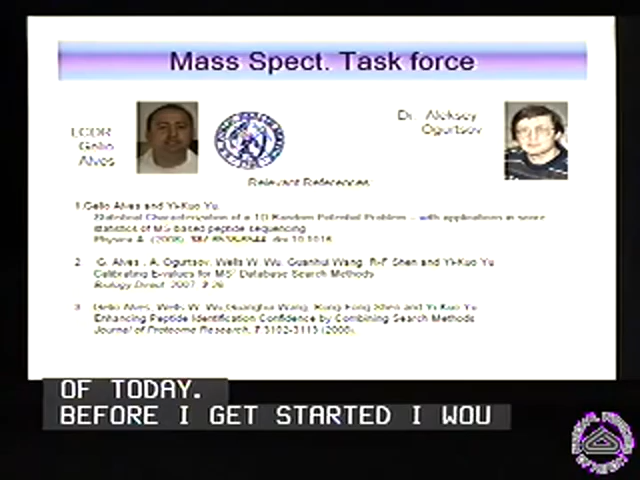 Mass Spect. Task force
LCDR
Gelio
Alves
Dr. Aleksey
Ogurtsov
Relevant References:
1.Gelio Alves and Yi-Kuo Yu.
Statistical Characterization of a 1D Random Potential Problem – with applications in score
statistics of MS-based peptide sequencing.
Physica A. (2008), doi:10.1016
2. G. Alves, A. Ogurtsov, Wells W. Wu, Guanhui Wang, R-F Shen and Yi-Kuo Yu
Calibrating E-values for MS² Database Search Methods
Biology Direct. 2007.
3. Gelio Alves, Wells W. Wu, Guanghui Wang, Rong-Fong Shen and Yi-Kuo Yu
Enhancing Peptide Identification Confidence by Combining Search Methods
Journal of Proteome Research, 7 3102-3113 (2008).
OF TODAY.
BEFORE I GET STARTED I WOU